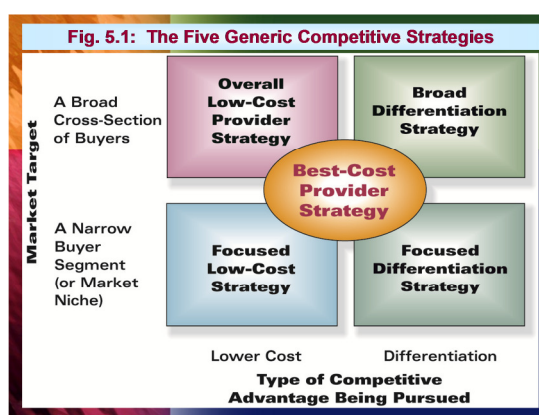 Fig. 5.1: The Five Generic Competitive Strategies
Market Target
A Broad
Cross-Section
of Buyers
Overall
Low-Cost
Provider
Strategy
Broad
Differentiation
Strategy
Best-Cost
Provider
Strategy
A Narrow
Buyer
Segment
(or Market
Niche)
Focused
Low-Cost
Strategy
Focused
Differentiation
Strategy
Lower Cost
Differentiation
Type of Competitive
Advantage Being Pursued